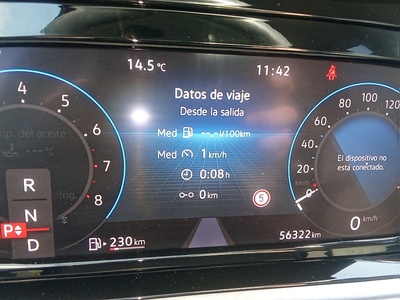 14.5°C
11:42
Datos de viaje
Desde la salida
Med --,- l/100km
Med 1 km/h
0:08 h
0 km
5
4
6
7
8
120
100
80
60
40
20
0
El dispositivo no
está conectado.
0 km/h
R
N
P
D
230 km
56322 km